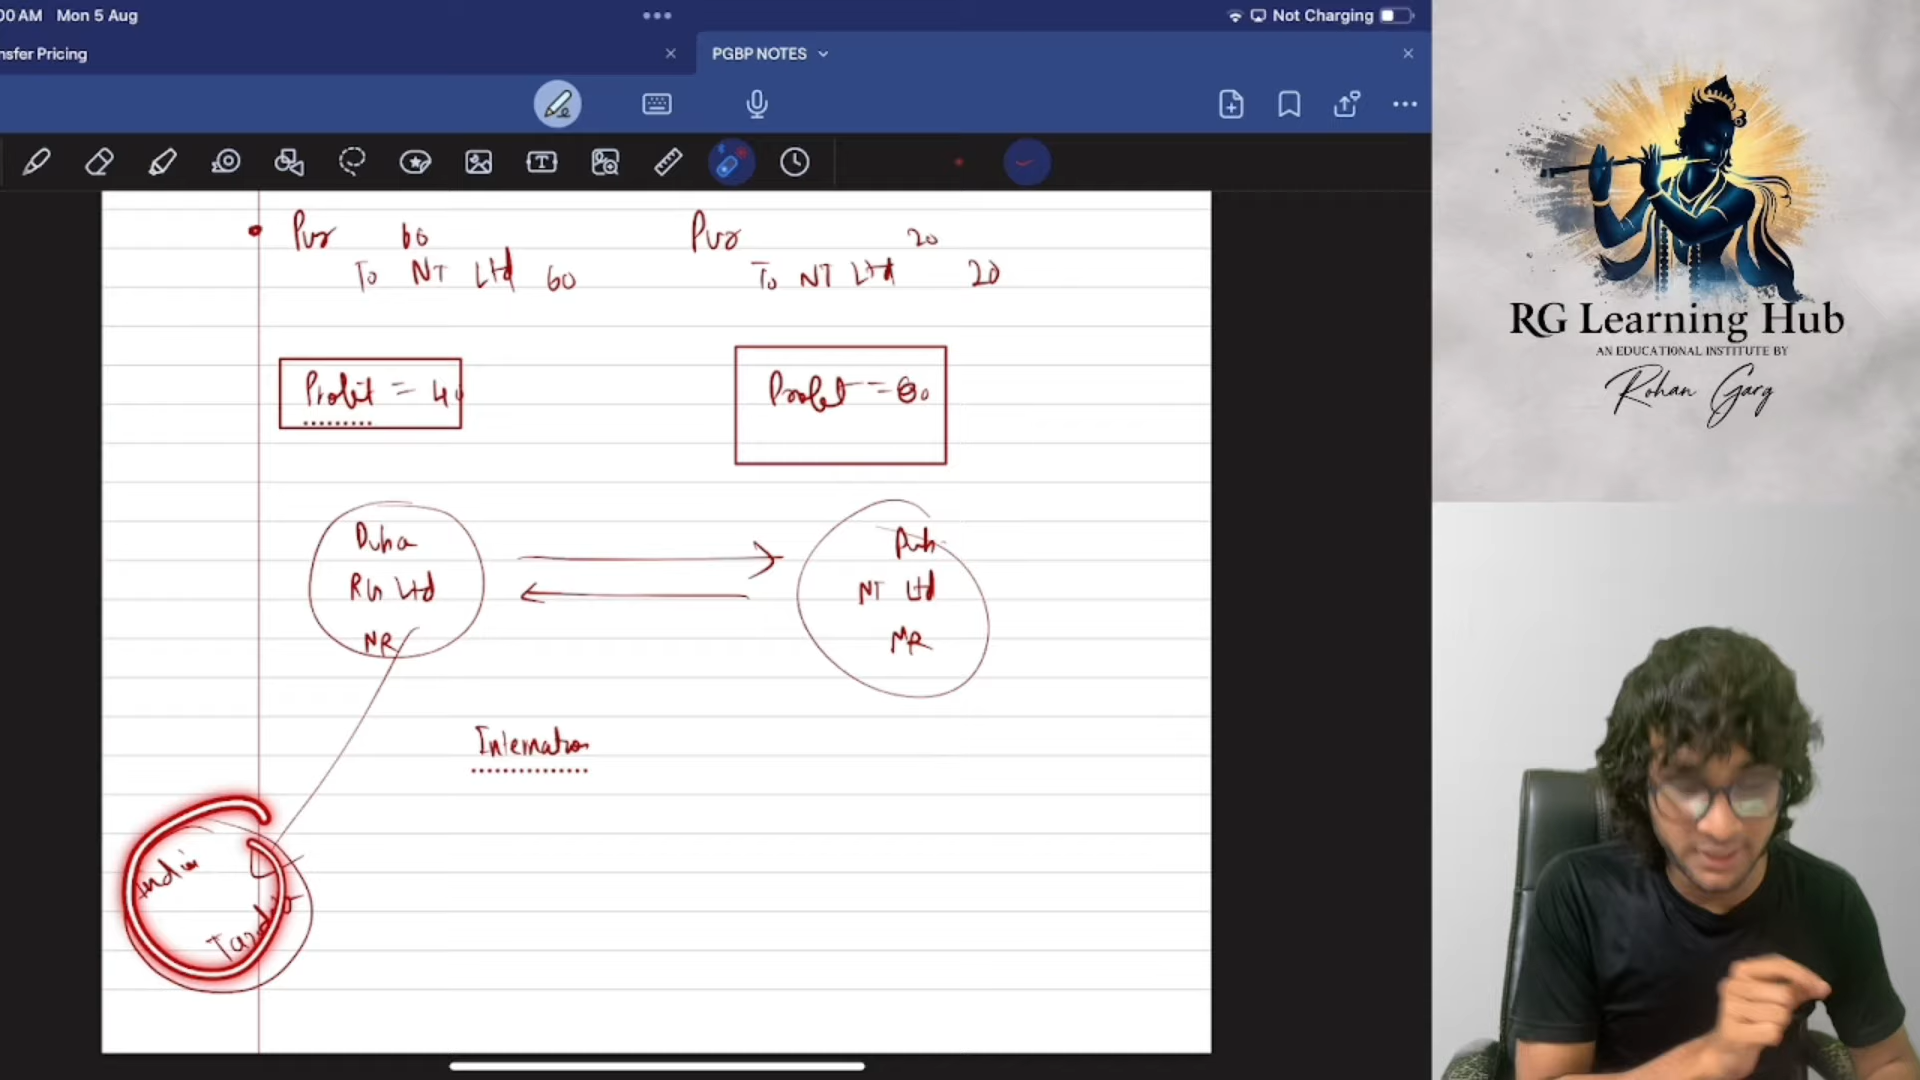 00 AM Mon 5 Aug
Not Charging
nsfer Pricing
PGBP NOTES
Pur 60
To NT Ltd 60
Pur 20
To NT Ltd 20
Profit = 40
Profit = 80
Duba
RG Ltd
NR
NT Ltd
NR
Internation
India
RG Learning Hub
AN EDUCATIONAL INSTITUTE BY
Rohan Garg